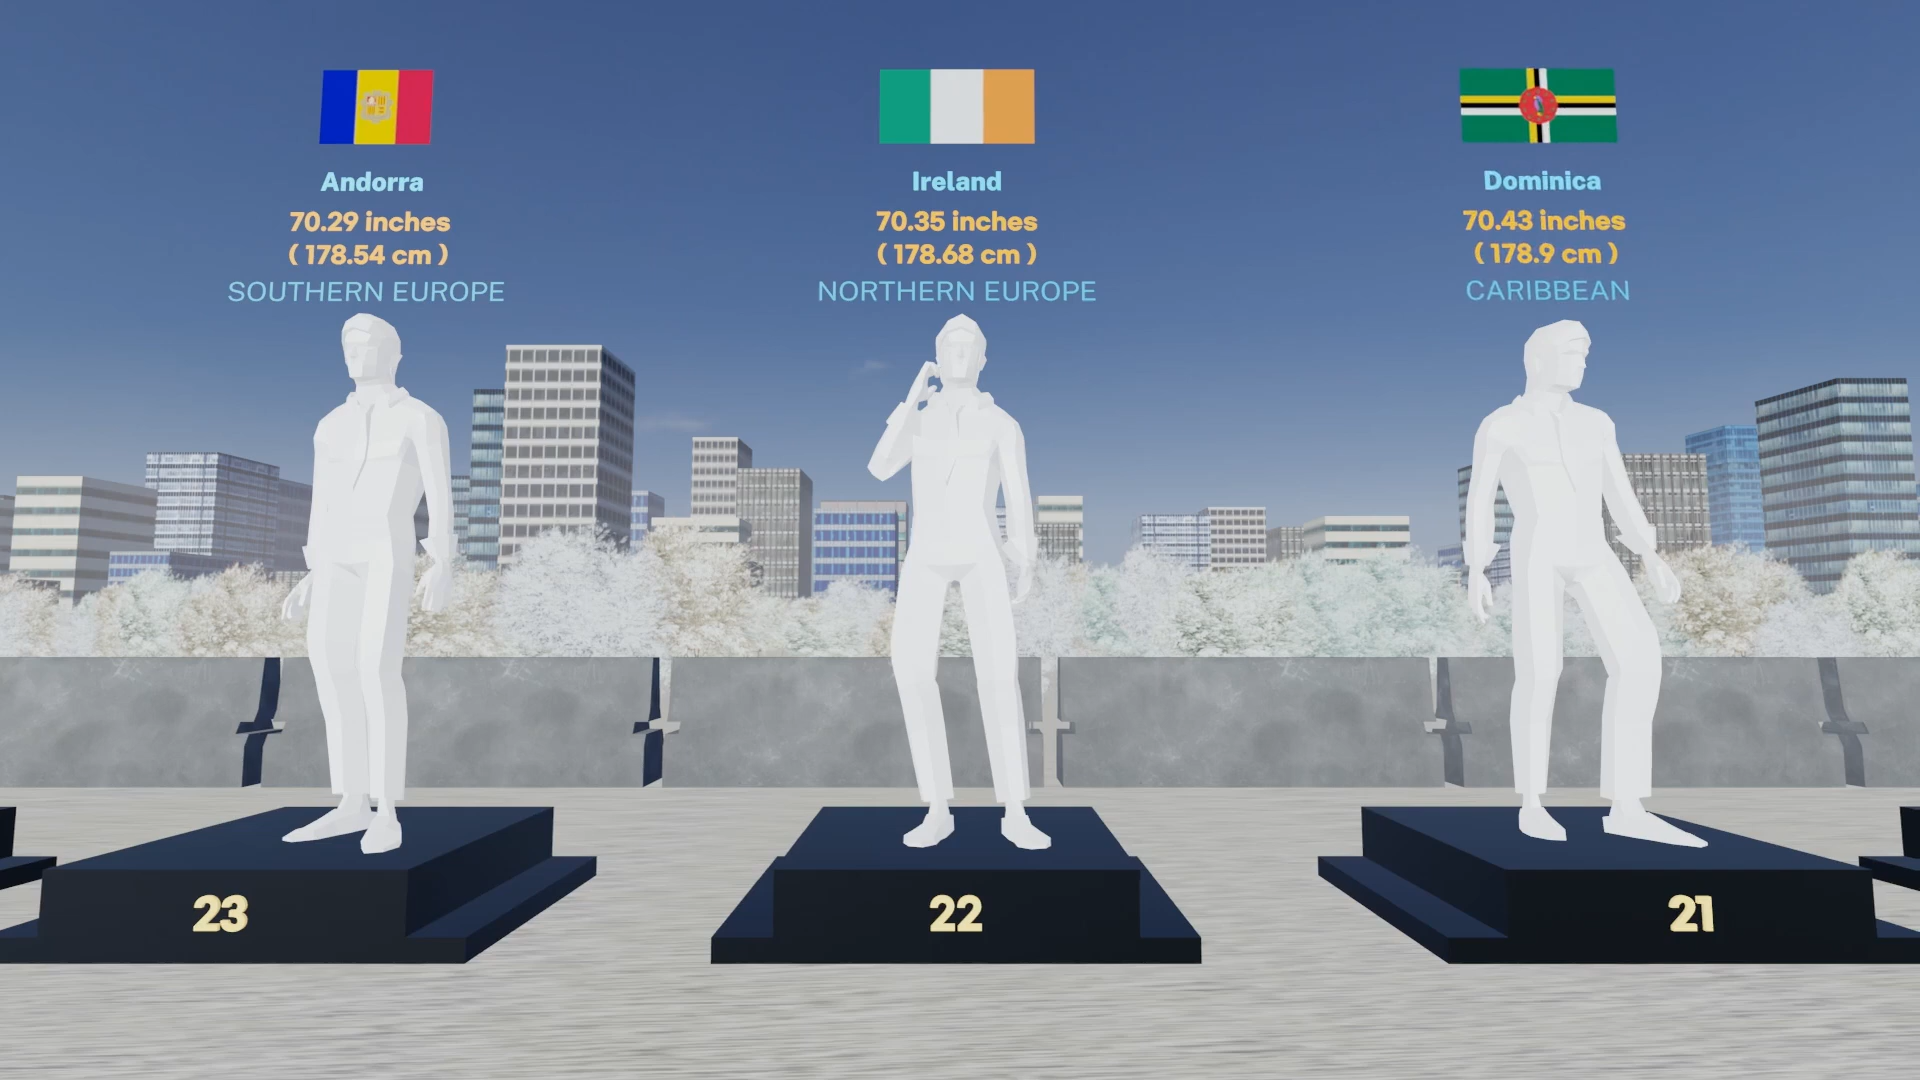 Andorra
70.29 inches
( 178.54 cm )
SOUTHERN EUROPE
23
Ireland
70.35 inches
( 178.68 cm )
NORTHERN EUROPE
22
Dominica
70.43 inches
( 178.9 cm )
CARIBBEAN
21